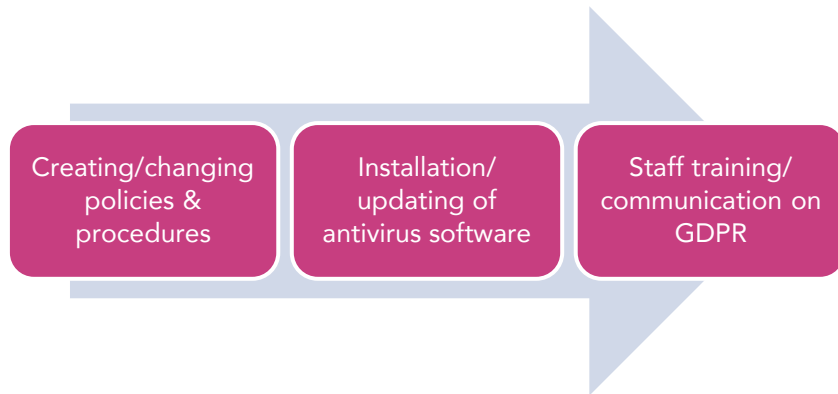 Creating/changing
policies &
procedures
Installation/
updating of
antivirus software
Staff training/
communication on
GDPR